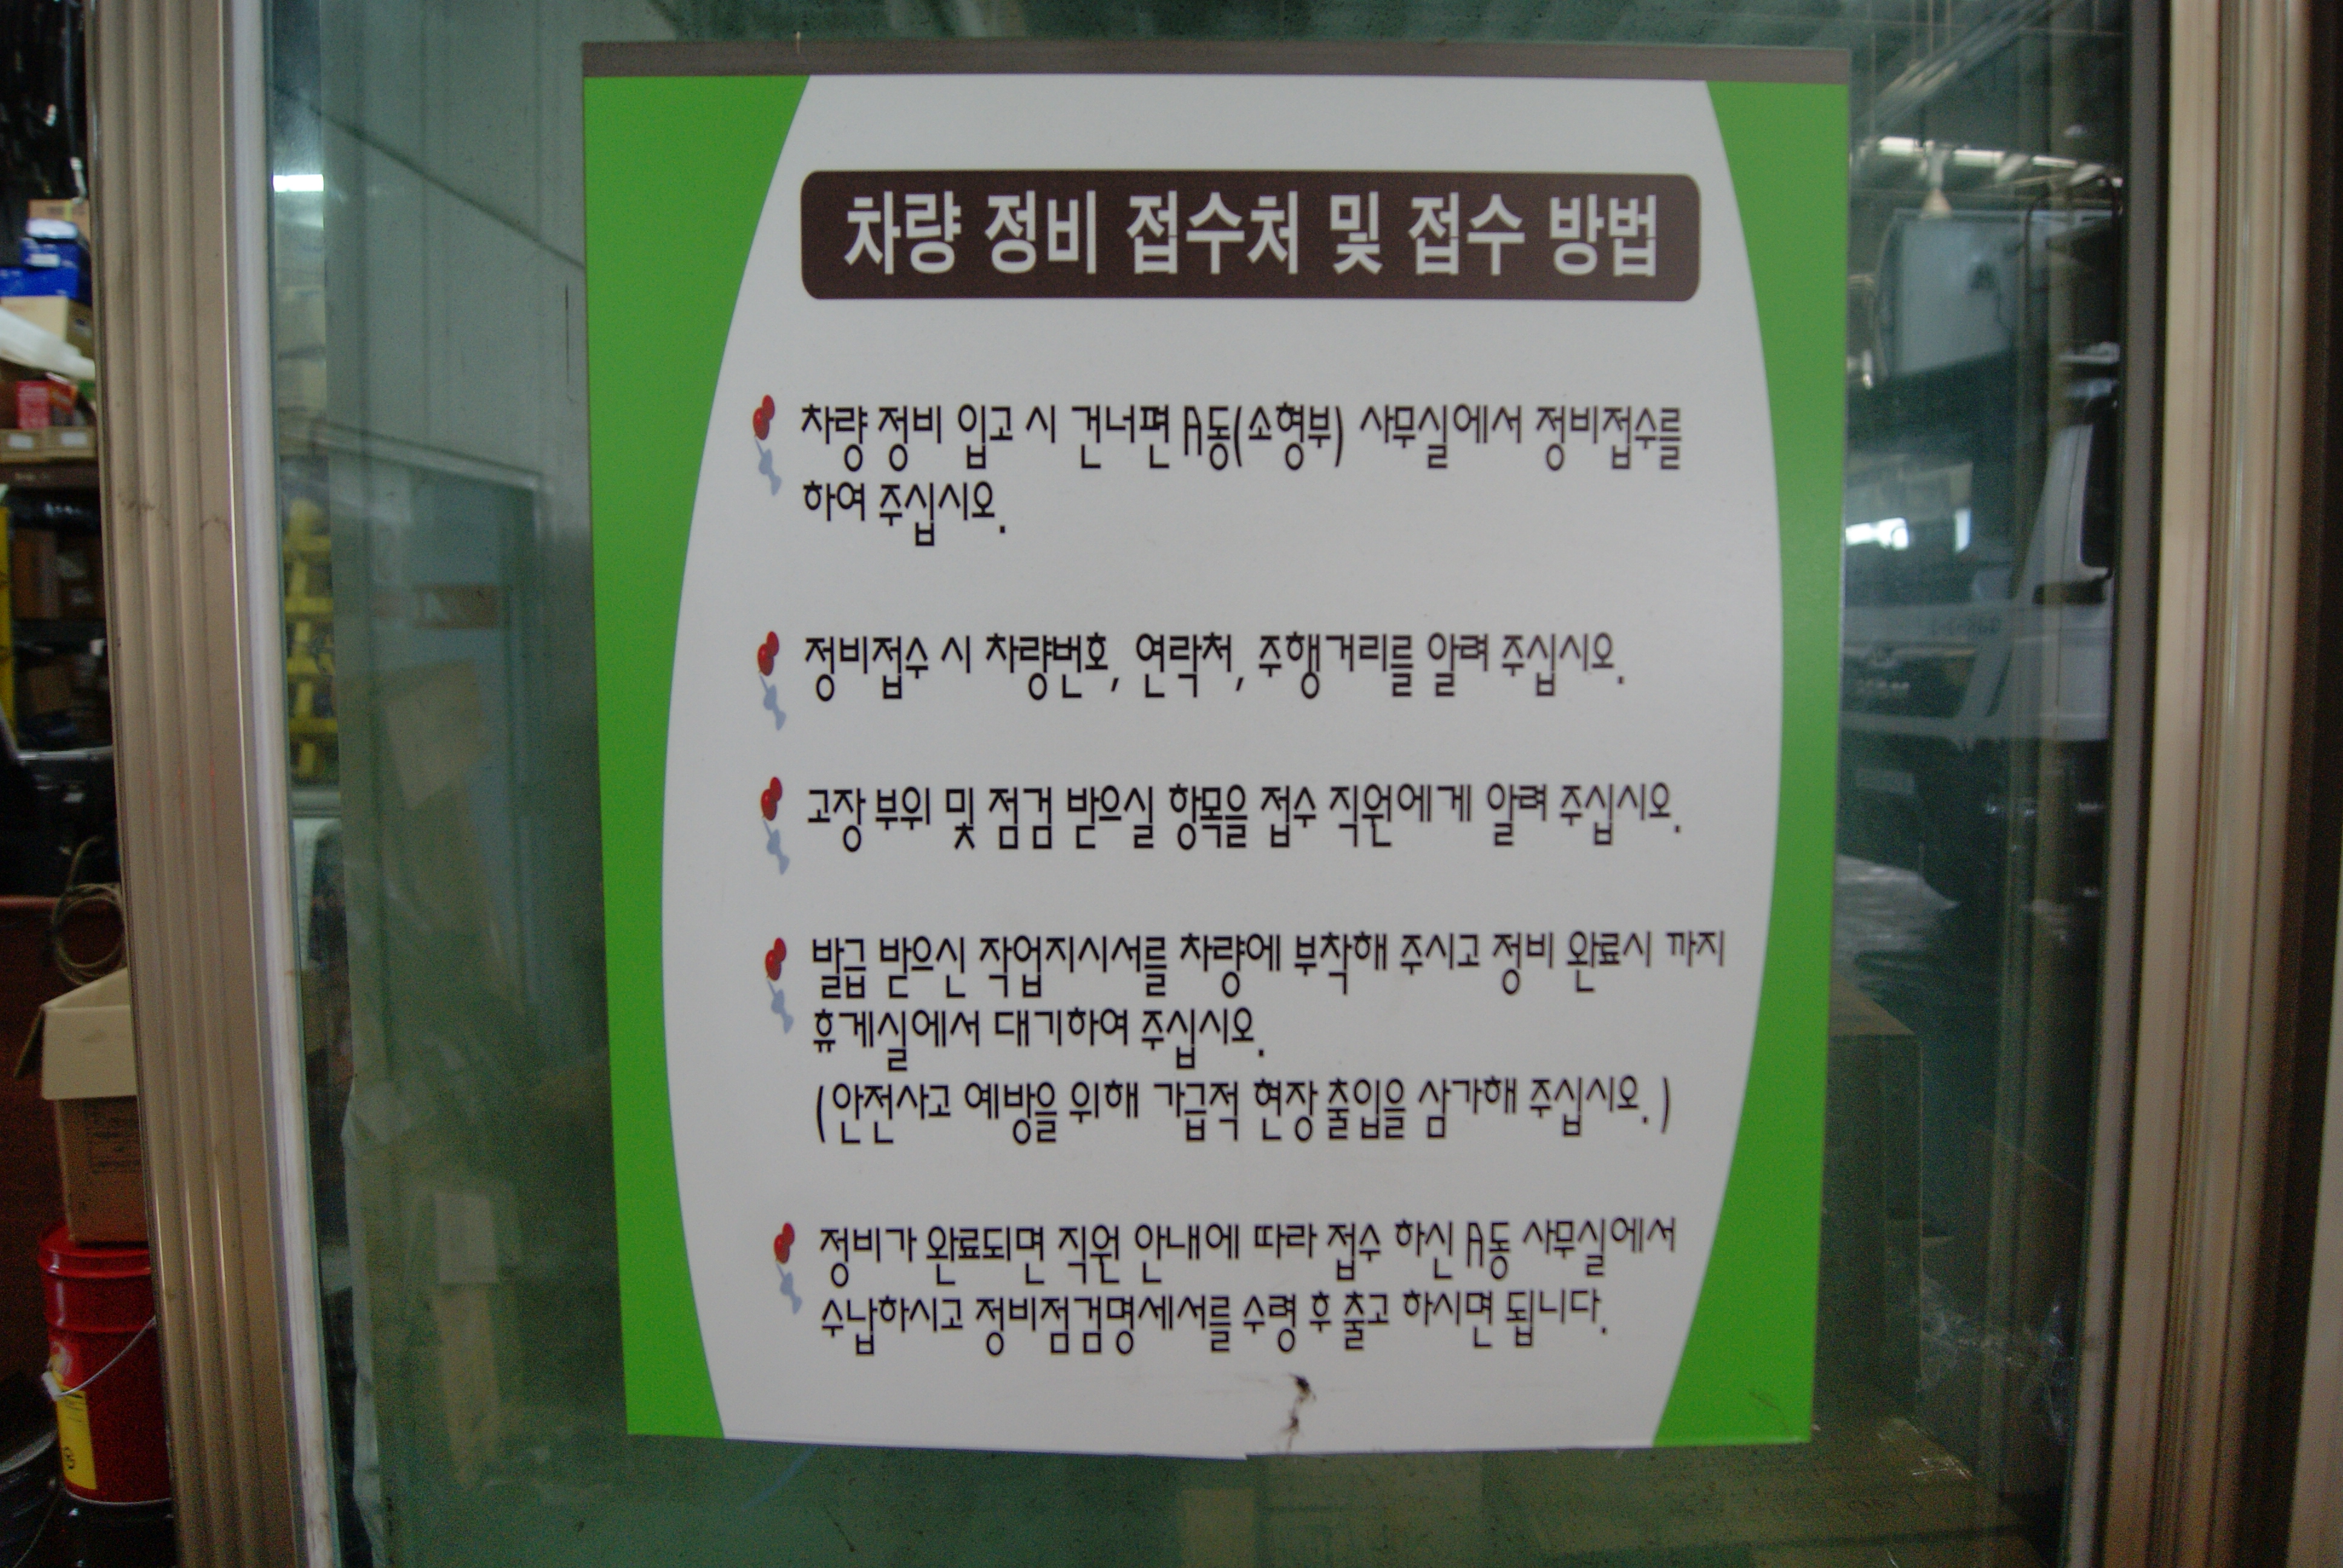 차량 정비 접수처 및 접수 방법
차량 정비 입고 시 건너편 A동(소형부) 사무실에서 정비접수를
하여 주십시오.
정비접수 시 차량번호, 연락처, 주행거리를 알려 주십시오.
고장 부위 및 점검 받으실 항목을 접수 직원에게 알려 주십시오.
발급 받으신 작업지시서를 차량에 부착해 주시고 정비 완료시 까지
휴게실에서 대기하여 주십시오.
(안전사고 예방을 위해 가급적 현장 출입을 삼가해 주십시오.)
정비가 완료되면 직원 안내에 따라 접수 하신 A동 사무실에서
수납하시고 정비점검명세서를 수령 후 출고 하시면 됩니다.